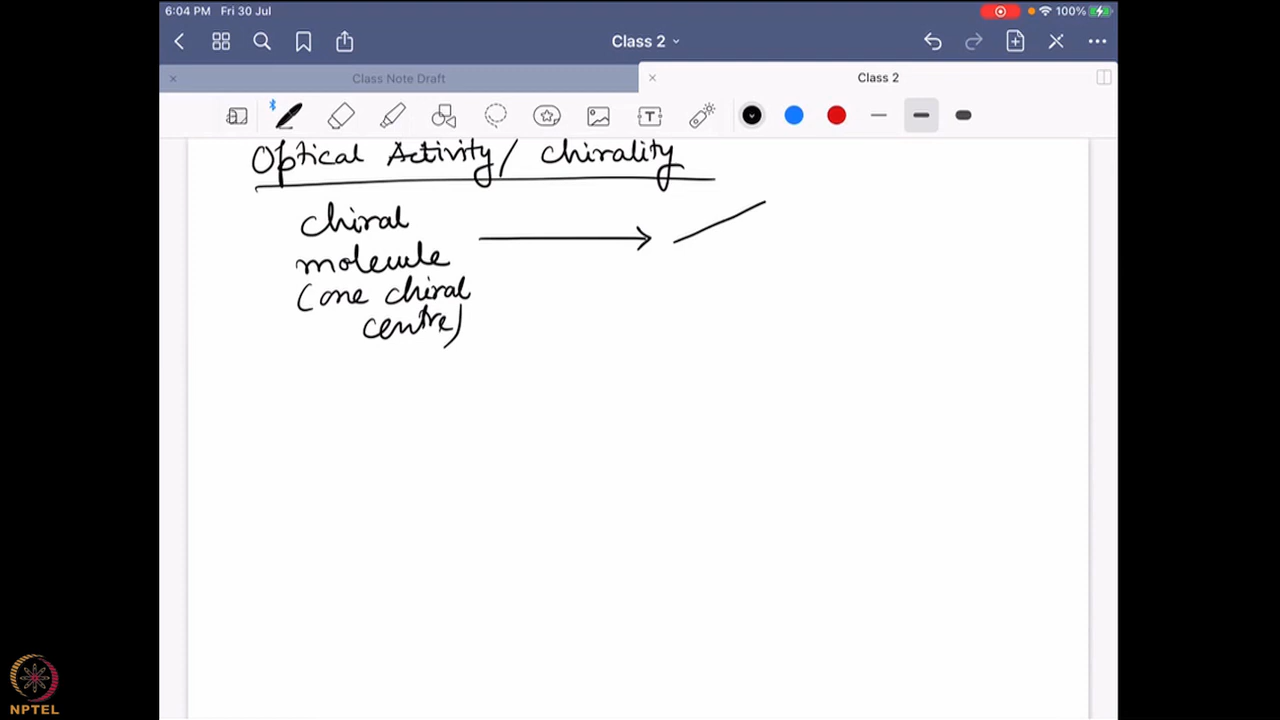 6:04 PM Fri 30 Jul
100%
Class 2
Class Note Draft
Class 2
T
Optical Activity/ Chirality
chiral
molecule
(one chiral
centre)
NPTEL